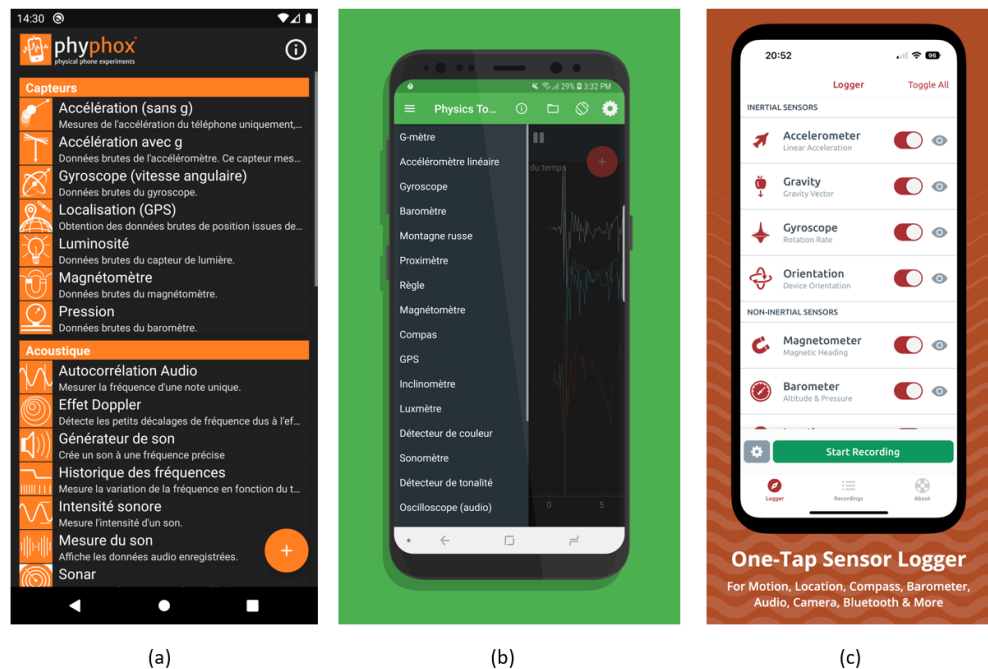 14:30
phyphox
physical phone experiments
Capteurs
Accélération (sans g)
Mesures de l'accélération du téléphone uniquement,...
Accélération avec g
Données brutes de l'accéléromètre. Ce capteur mes...
Gyroscope (vitesse angulaire)
Données brutes du gyroscope.
Localisation (GPS)
Obtention des données brutes de position issues de...
Luminosité
Données brutes du capteur de lumière.
Magnétomètre
Données brutes du magnétomètre.
Pression
Données brutes du baromètre.
Acoustique
Autocorrélation Audio
Mesurer la fréquence d'une note unique.
Effet Doppler
Détecte les petits décalages de fréquence dus à l'ef...
Générateur de son
Crée un son à une fréquence précise
Historique des fréquences
Mesure la variation de la fréquence en fonction du t...
Intensité sonore
Mesure l'intensité d'un son.
Mesure du son
Affiche les données audio enregistrées.
Sonar
+
(a)
29% 3:32 PM
Physics To...
G-mètre
Accéléromètre linéaire
du temps
+
Gyroscope
Baromètre
Montagne russe
Proximètre
Règle
Magnétomètre
Compas
GPS
Inclinomètre
Luxmètre
Détecteur de couleur
Sonomètre
Détecteur de tonalité
Oscilloscope (audio)
0 5
(b)
20:52 96
Logger Toggle All
INERTIAL SENSORS
Accelerometer
Linear Acceleration
Gravity
Gravity Vector
Gyroscope
Rotation Rate
Orientation
Device Orientation
NON-INERTIAL SENSORS
Magnetometer
Magnetic Heading
Barometer
Altitude & Pressure
Start Recording
Logger Recordings About
One-Tap Sensor Logger
For Motion, Location, Compass, Barometer,
Audio, Camera, Bluetooth & More
(c)